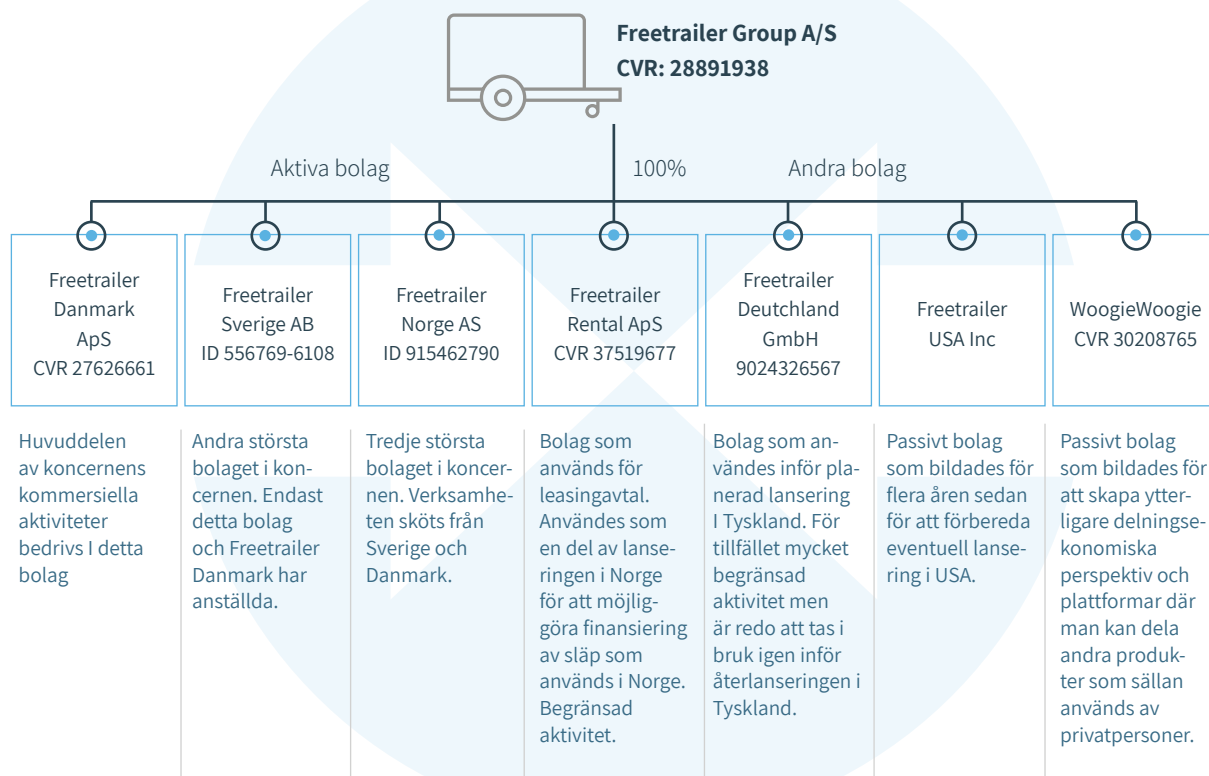 Freetrailer Group A/S
CVR: 28891938
Aktiva bolag
100%
Andra bolag
Freetrailer
Danmark
ApS
CVR 27626661
Freetrailer
Sverige AB
ID 556769-6108
Freetrailer
Norge AS
ID 915462790
Freetrailer
Rental ApS
CVR 37519677
Freetrailer
Deutchland
GmbH
9024326567
Freetrailer
USA Inc
WoogieWoogie
CVR 30208765
Huvuddelen
av koncernens
kommersiella
aktiviteter
bedrivs I detta
bolag
Andra största
bolaget i kon-
cernen. Endast
detta bolag
och Freetrailer
Danmark har
anställda.
Tredje största
bolaget i koncer-
nen. Verksamhe-
ten sköts från
Sverige och
Danmark.
Bolag som
används för
leasingavtal.
Användes som
en del av lanse-
ringen i Norge
för att möjlig-
göra finansiering
av släp som
används i Norge.
Begränsad
aktivitet.
Bolag som an-
vändes inför pla-
nerad lansering
I Tyskland. För
tillfället mycket
begränsad
aktivitet men
är redo att tas i
bruk igen inför
återlanseringen i
Tyskland.
Passivt bolag
som bildades för
flera åren sedan
för att förbereda
eventuell lanse-
ring i USA.
Passivt bolag
som bildades för
att skapa ytter-
ligare delningse-
konomiska
perspektiv och
plattformar där
man kan dela
andra produk-
ter som sällan
används av
privatpersoner.